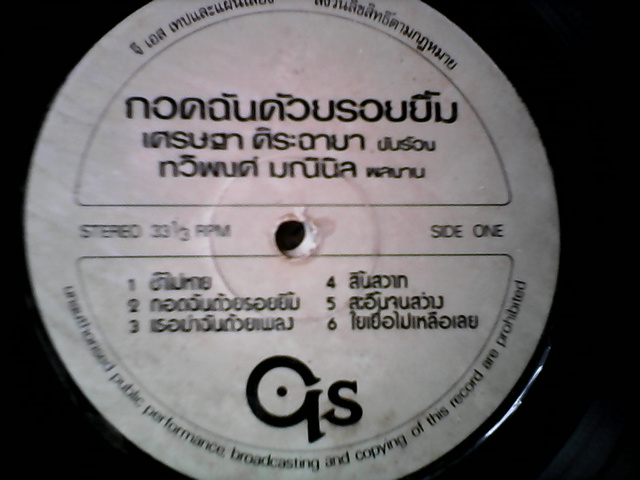 จี เอส เทปและแผ่นเสียง สงวนลิขสิทธิ์ตามกฎหมาย
กอดฉันด้วยรอยยิ้ม
เศรษฐา ศิระฉายา ขับร้อง
ทวีพงศ์ มณีนิล ผลงาน
STEREO 33 1/3 RPM SIDE ONE
1 ช้ำไม่หาย
2 กอดฉันด้วยรอยยิ้ม
3 เธอฆ่าฉันด้วยเพลง
4 สิ้นสวาท
5 สะอื้นจนสว่าง
6 ใยเยื่อไม่เหลือเลย
Gs
unauthorised public performance, broadcasting and copying of this record are prohibited